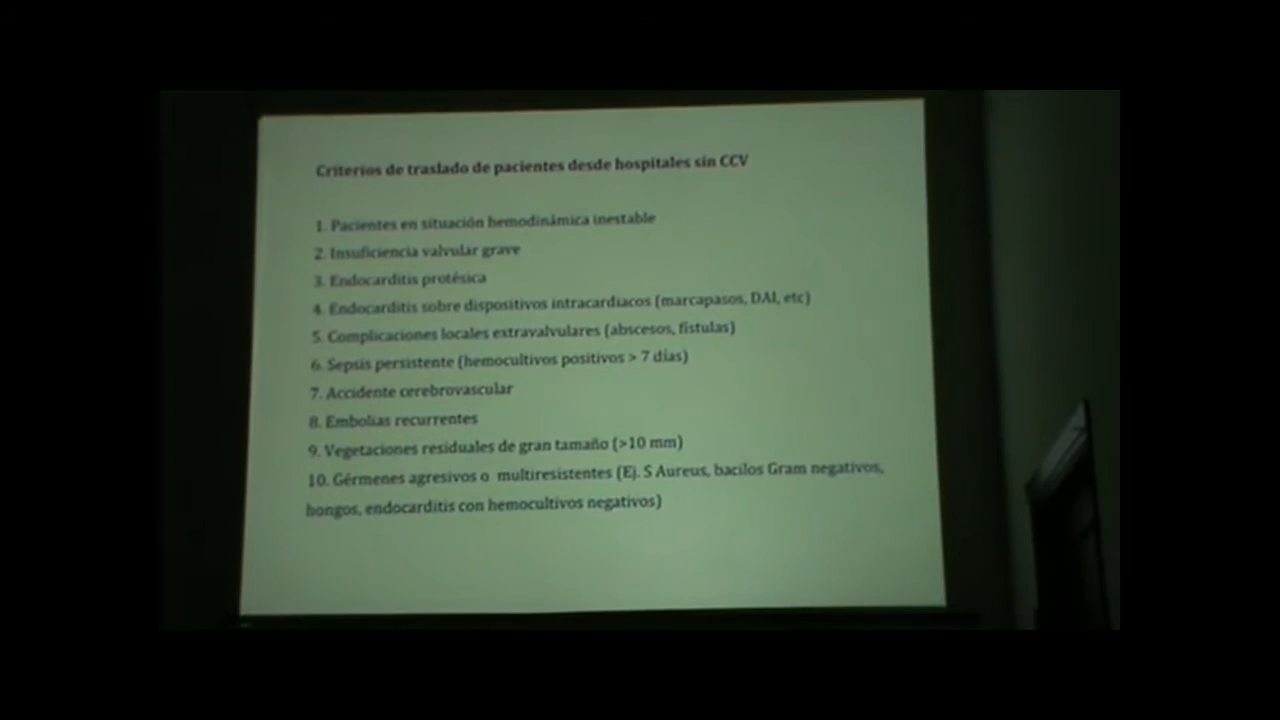 Criterios de traslado de pacientes desde hospitales sin CCV
1. Pacientes en situación hemodinámica inestable
2. Insuficiencia valvular grave
3. Endocarditis protésica
4. Endocarditis sobre dispositivos intracardiacos (marcapasos, DAI, etc)
5. Complicaciones locales extravalvulares (abscesos, fístulas)
6. Sepsis persistente (hemocultivos positivos > 7 días)
7. Accidente cerebrovascular
8. Embolias recurrentes
9. Vegetaciones residuales de gran tamaño (>10 mm)
10. Gérmenes agresivos o multiresistentes (Ej. S Aureus, bacilos Gram negativos,
hongos, endocarditis con hemocultivos negativos)